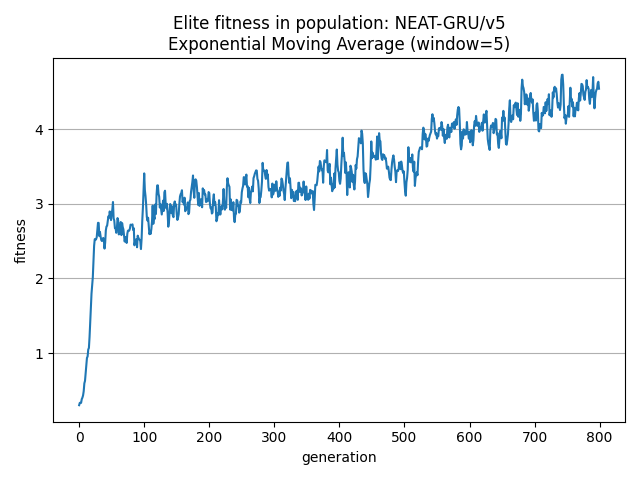 Elite fitness in population: NEAT-GRU/v5
Exponential Moving Average (window=5)
fitness
4
3
2
1
0 100 200 300 400 500 600 700 800
generation